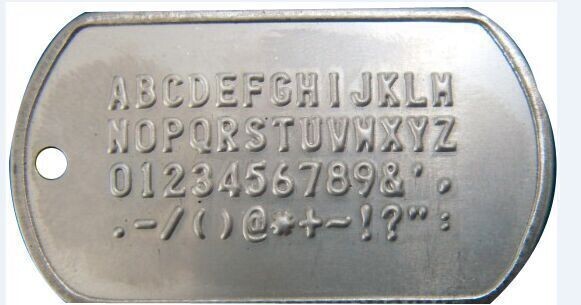 ABCDEFGHIJKLM
NOPQRSTUVWXYZ
0123456789&',
.-/()@*+~!?":